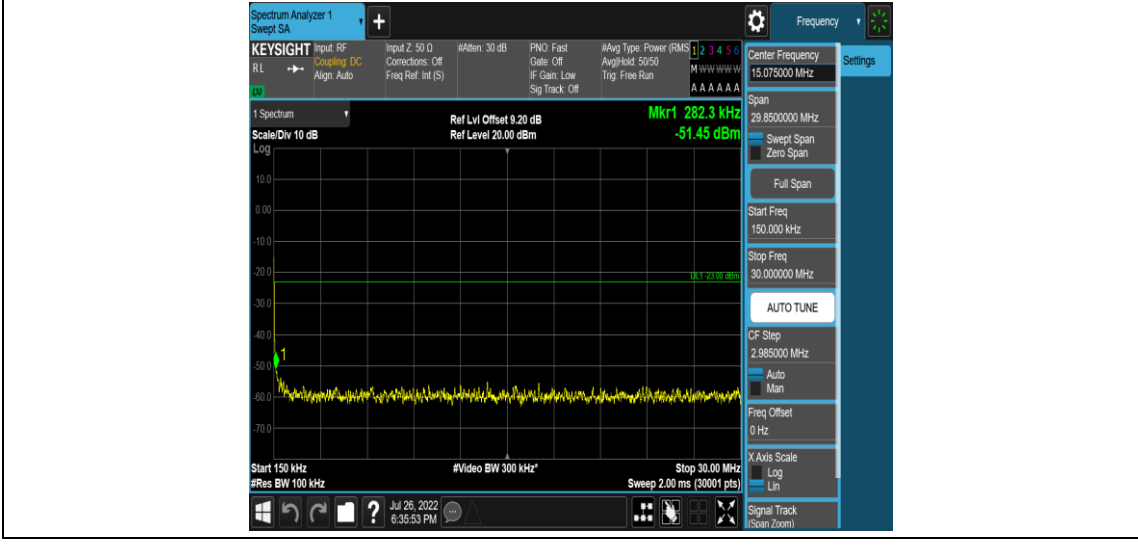 Spectrum Analyzer 1
Swept SA
+
Frequency
KEYSIGHT
RL
LXI
Input: RF
Coupling: DC
Align: Auto
Input Z: 50 Ω
Corrections: Off
Freq Ref: Int (S)
#Atten: 30 dB
PNO: Fast
Gate: Off
IF Gain: Low
Sig Track: Off
#Avg Type: Power (RMS
Avg|Hold: 50/50
Trig: Free Run
1 2 3 4 5 6
M W W W W W
A A A A A A
1 Spectrum
Scale/Div 10 dB
Log
Ref Lvl Offset 9.20 dB
Ref Level 20.00 dBm
Mkr1 282.3 kHz
-51.45 dBm
10.0
0.00
-10.0
-20.0
-30.0
-40.0
-50.0
-60.0
-70.0
DL1 -23.00 dBm
1
Start 150 kHz
#Res BW 100 kHz
#Video BW 300 kHz*
Stop 30.00 MHz
Sweep 2.00 ms (30001 pts)
?
Jul 26, 2022
6:35:53 PM
Center Frequency
15.075000 MHz
Settings
Span
29.8500000 MHz
Swept Span
Zero Span
Full Span
Start Freq
150.000 kHz
Stop Freq
30.000000 MHz
AUTO TUNE
CF Step
2.985000 MHz
Auto
Man
Freq Offset
0 Hz
X Axis Scale
Log
Lin
Signal Track
(Span Zoom)